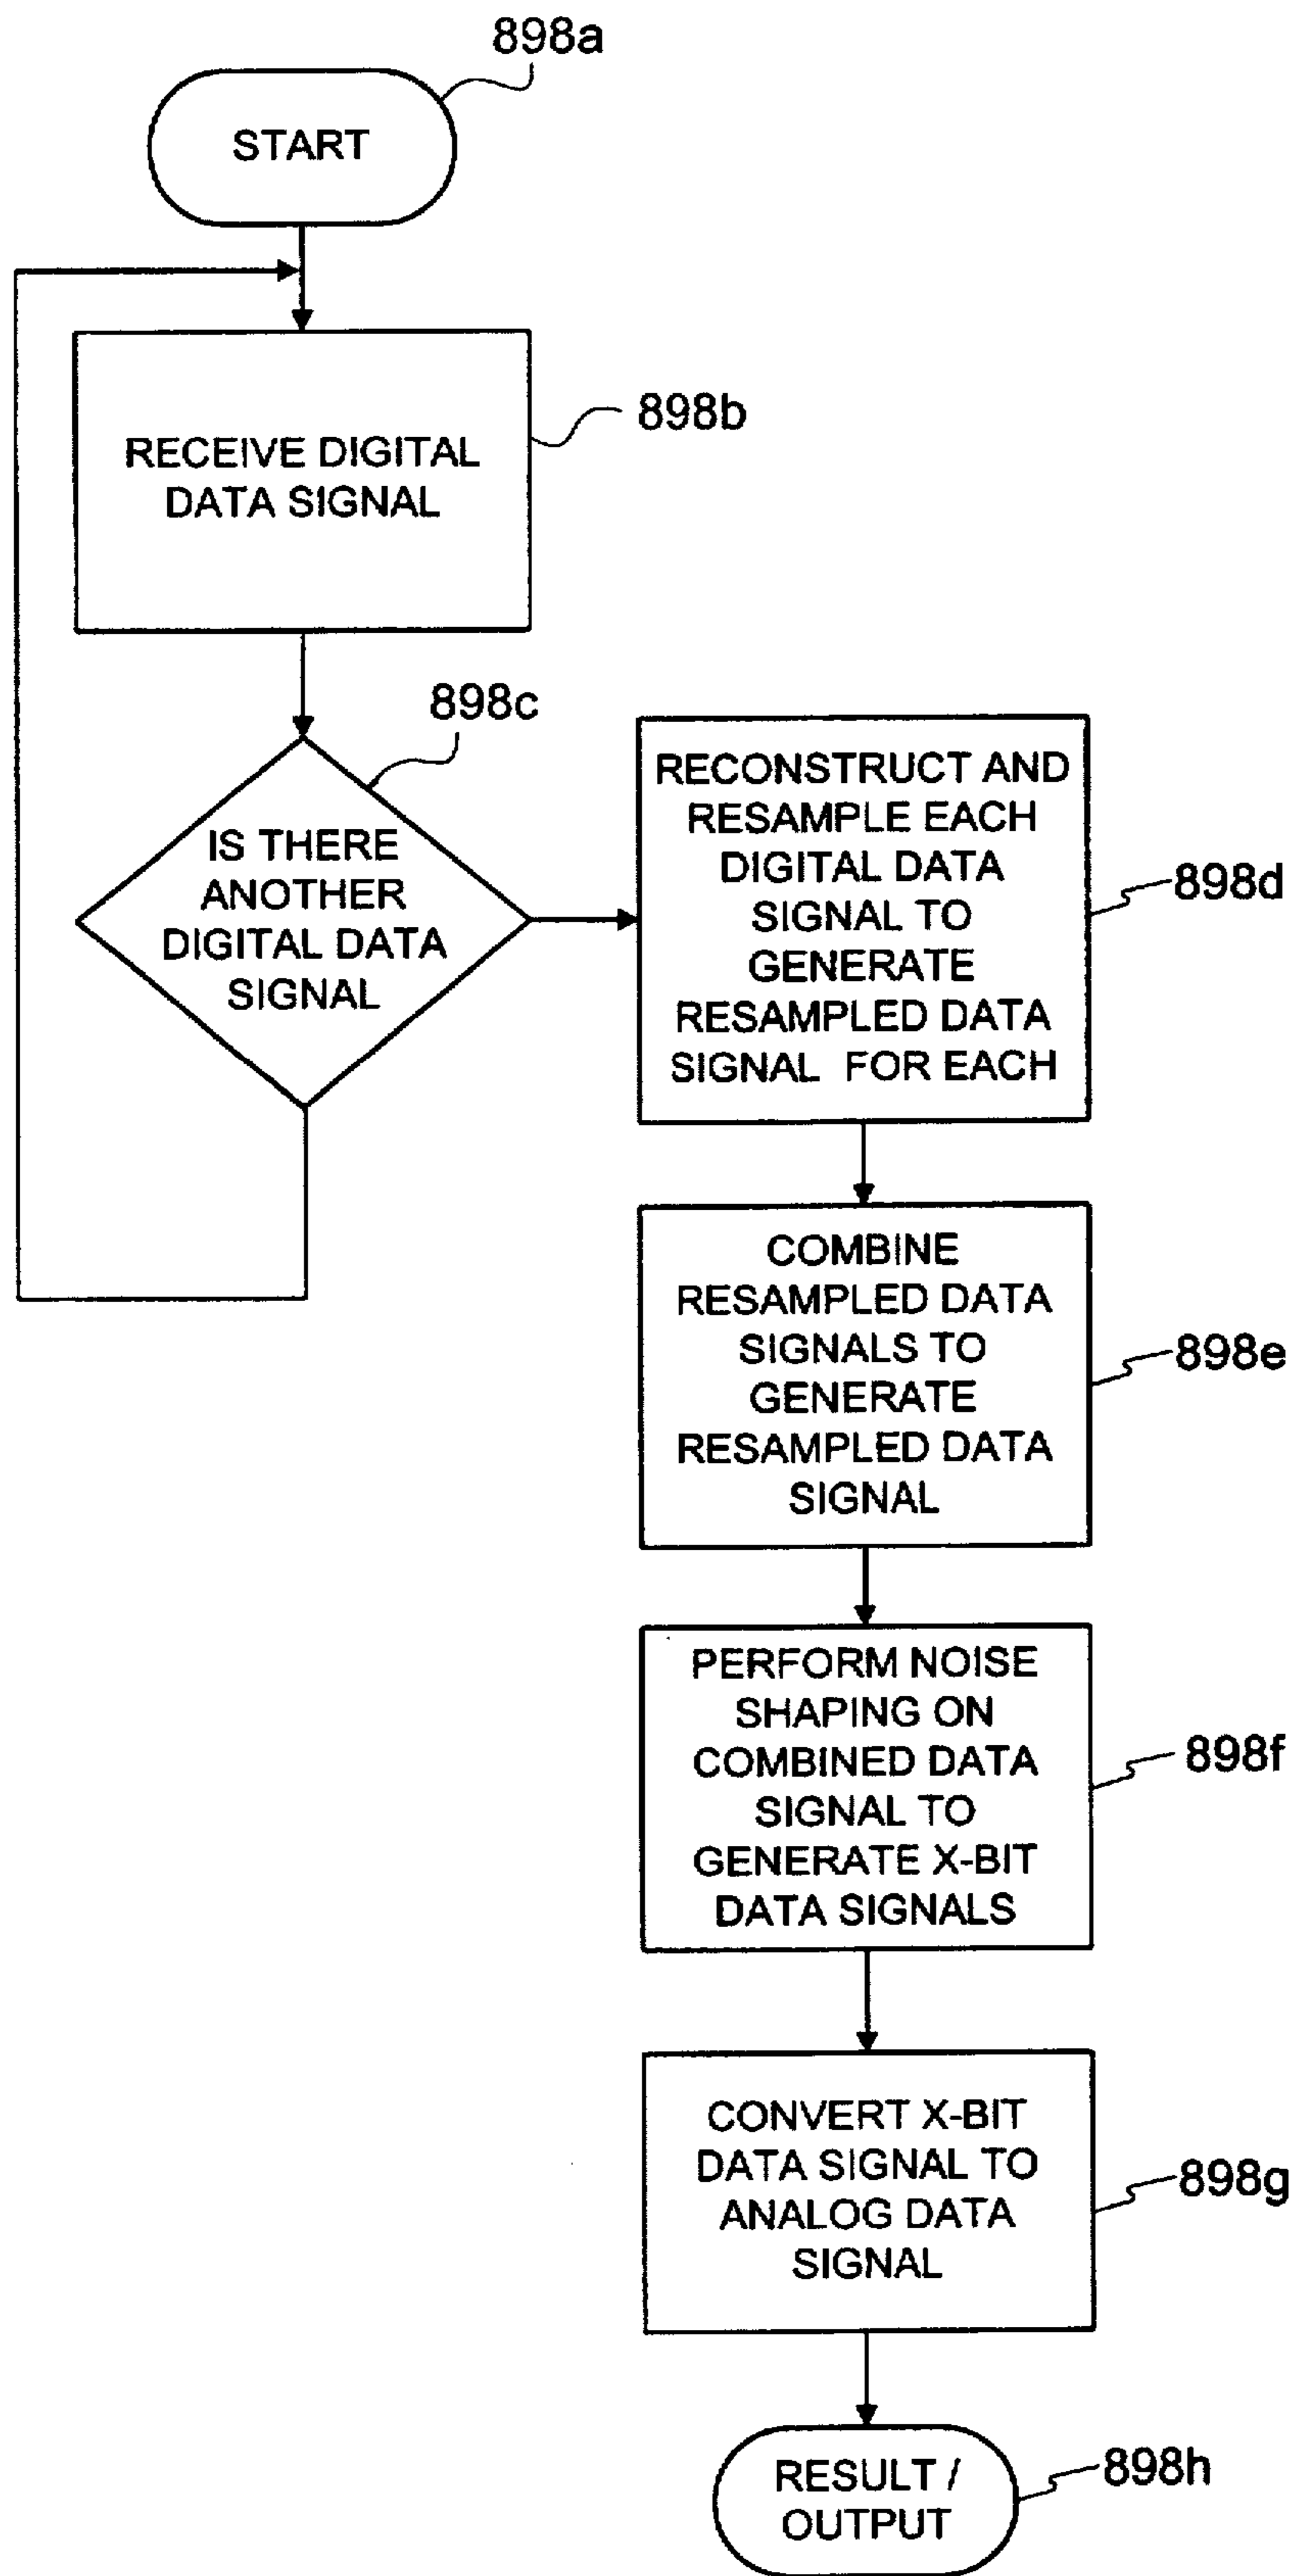 898a
START
898b
RECEIVE DIGITAL
DATA SIGNAL
898c
IS THERE
ANOTHER
DIGITAL DATA
SIGNAL
RECONSTRUCT AND
RESAMPLE EACH
DIGITAL DATA
SIGNAL TO
GENERATE
RESAMPLED DATA
SIGNAL FOR EACH
898d
COMBINE
RESAMPLED DATA
SIGNALS TO
GENERATE
RESAMPLED DATA
SIGNAL
898e
PERFORM NOISE
SHAPING ON
COMBINED DATA
SIGNAL TO
GENERATE X-BIT
DATA SIGNALS
898f
CONVERT X-BIT
DATA SIGNAL TO
ANALOG DATA
SIGNAL
898g
RESULT /
OUTPUT
898h